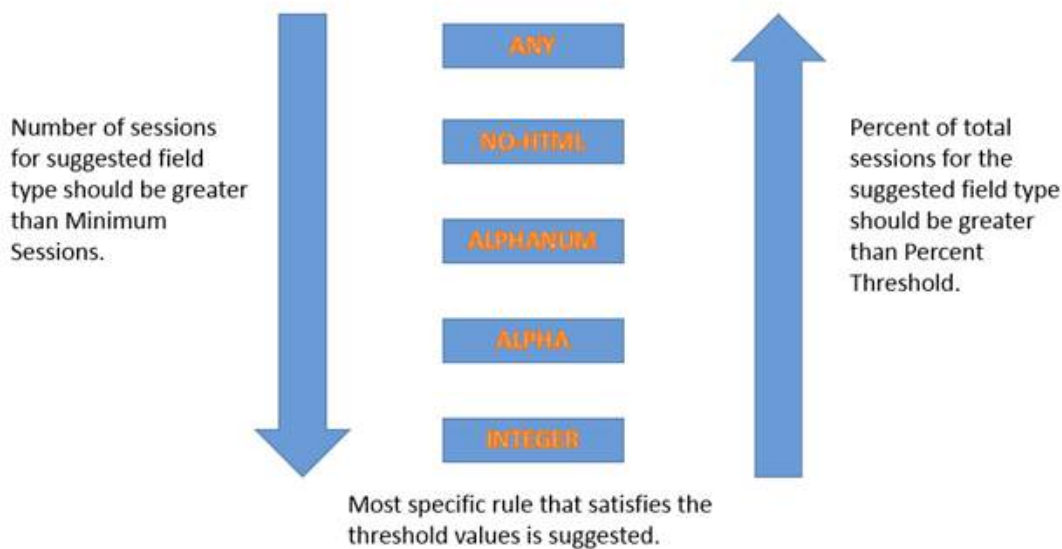 ANY
Number of sessions
for suggested field
type should be greater
than Minimum
Sessions.
NO-HTML
ALPHANUM
ALPHA
INTEGER
Percent of total
sessions for the
suggested field type
should be greater
than Percent
Threshold.
Most specific rule that satisfies the
threshold values is suggested.